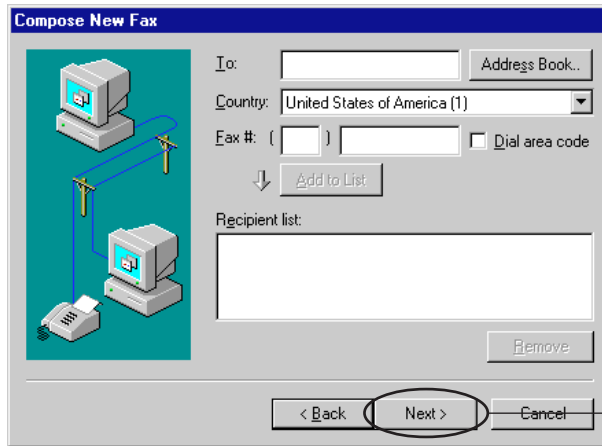 Compose New Fax
To:
Address Book..
Country: United States of America (1)
Fax #: ( ) Dial area code
Add to List
Recipient list:
Remove
< Back Next > Cancel